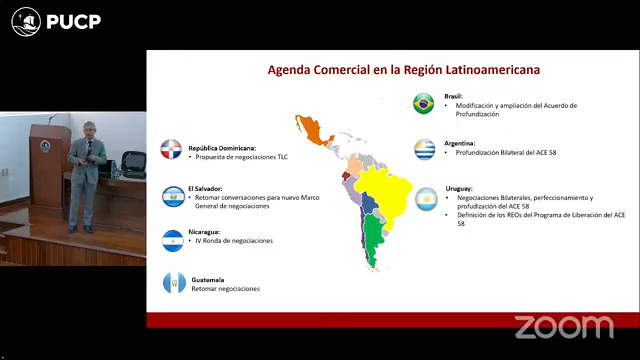 PUCP
Agenda Comercial en la Región Latinoamericana
República Dominicana:
• Propuesta de negociaciones TLC
El Salvador:
• Retomar conversaciones para nuevo Marco
General de negociaciones
Nicaragua:
• IV Ronda de negociaciones
Guatemala
Retomar negociaciones
Brasil:
• Modificación y ampliación del Acuerdo de
Profundización
Argentina:
• Profundización Bilateral del ACE 58
Uruguay:
• Negociaciones Bilaterales, perfeccionamiento y
profudización del ACE 58
• Definición de los REOs del Programa de Liberación del ACE
58
zoom